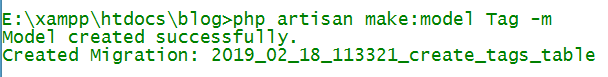 E:\xampp\htdocs\blog>php artisan make:model Tag -m
Model created successfully.
Created Migration: 2019_02_18_113321_create_tags_table